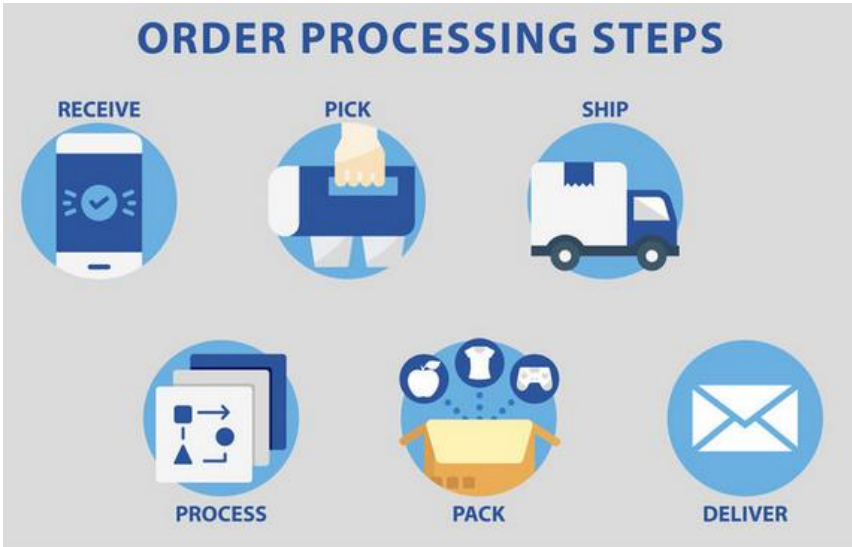 ORDER PROCESSING STEPS
RECEIVE
PICK
SHIP
PROCESS
PACK
DELIVER